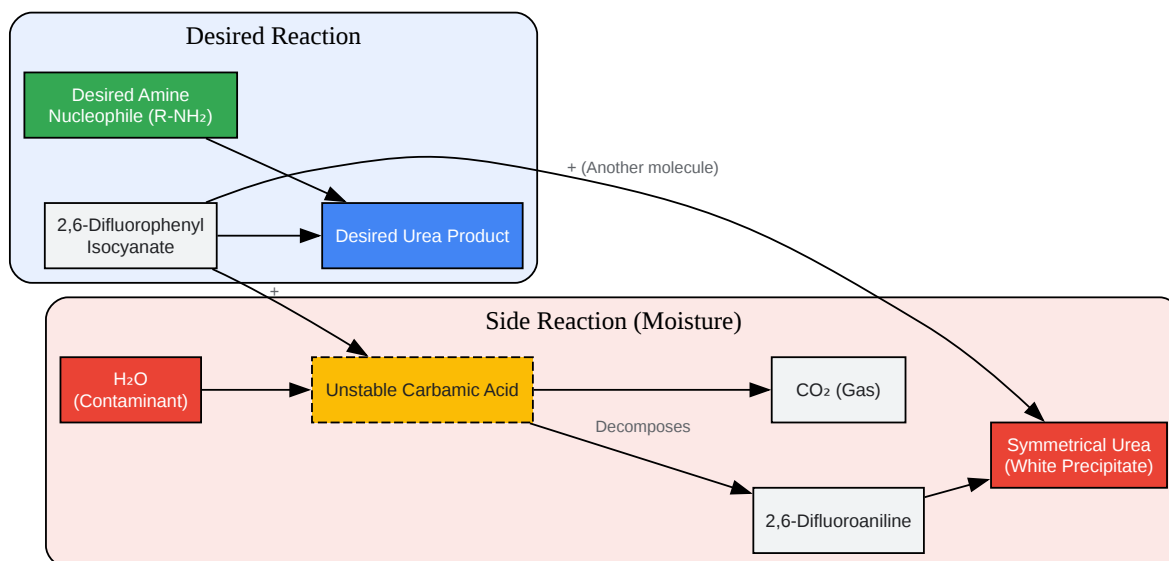 Desired Reaction
Desired Amine
Nucleophile (R-NH₂)
+ (Another molecule)
2,6-Difluorophenyl
Isocyanate
Desired Urea Product
+
Side Reaction (Moisture)
H₂O
(Contaminant)
Unstable Carbamic Acid
CO₂ (Gas)
Decomposes
Symmetrical Urea
(White Precipitate)
2,6-Difluoroaniline